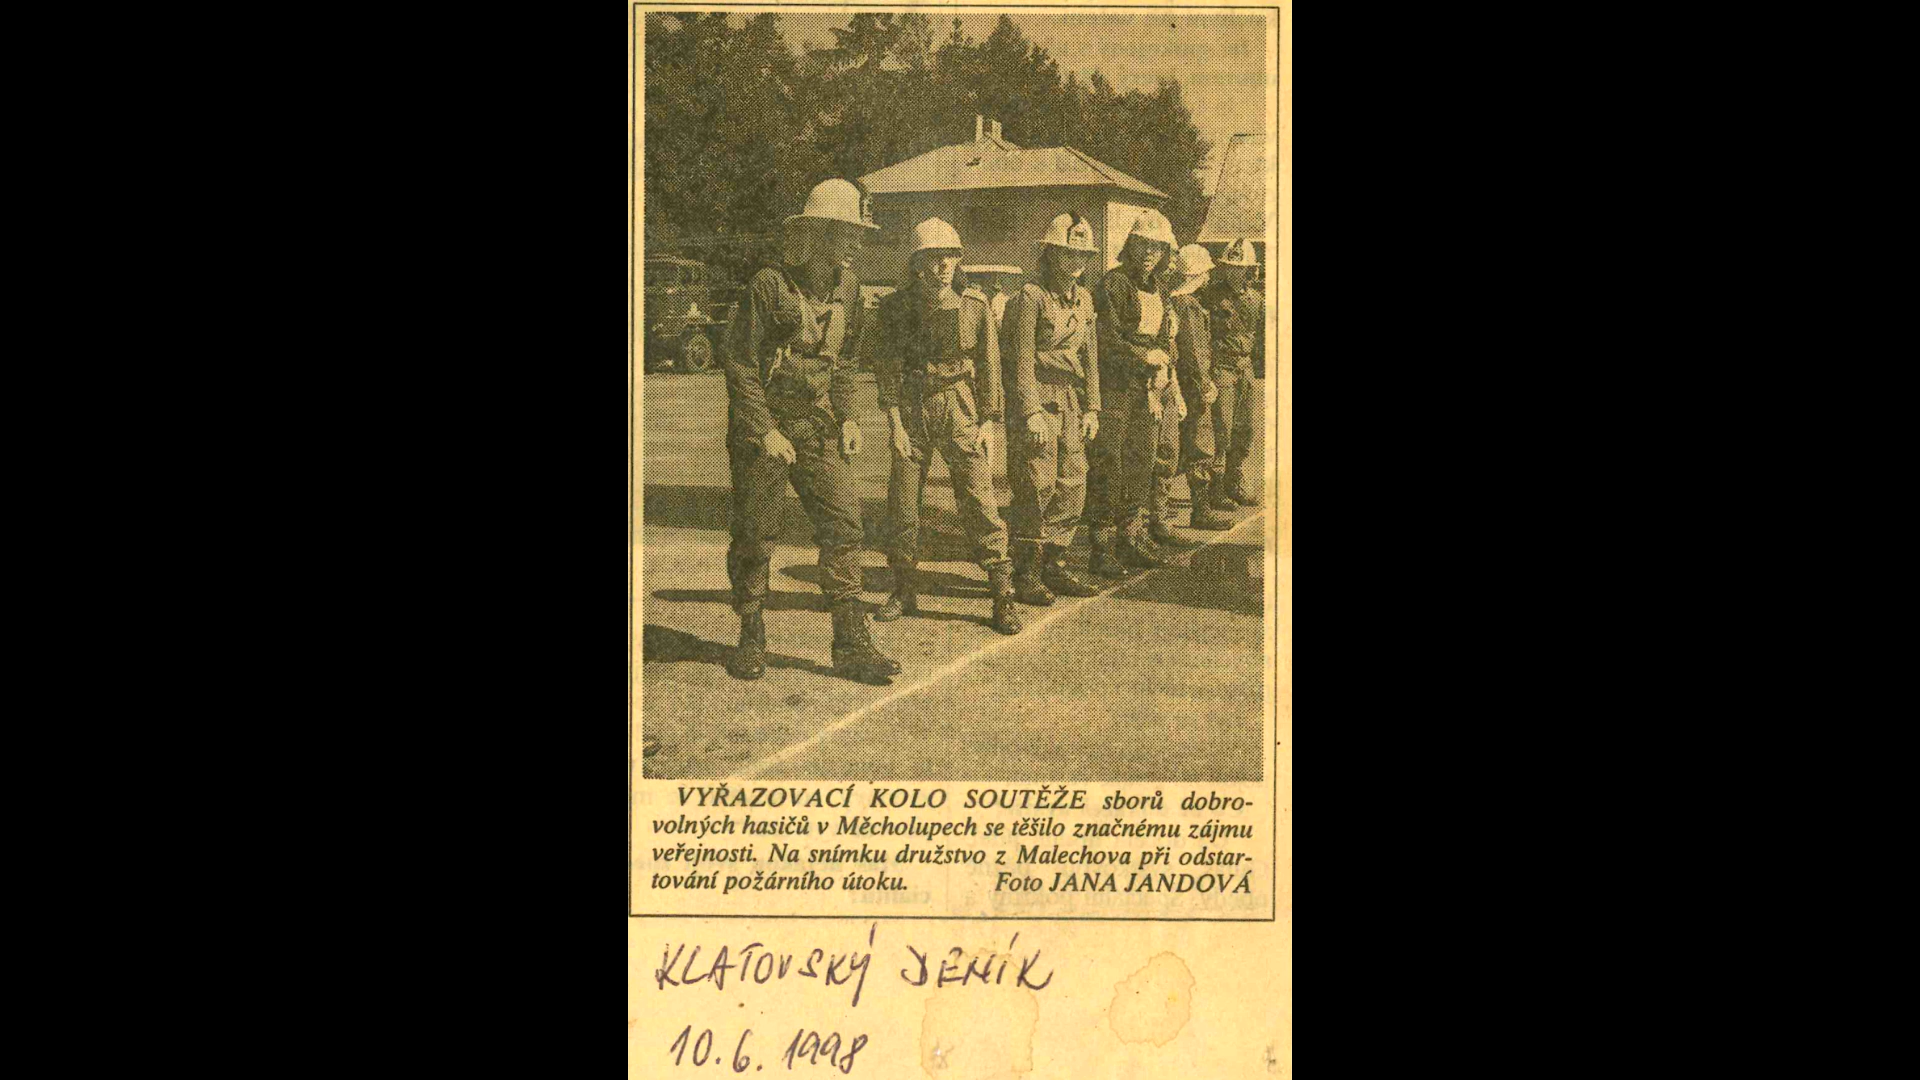 VYŘAZOVACÍ KOLO SOUTĚŽE sborů dobro-
volných hasičů v Měcholupech se těšilo značnému zájmu
veřejnosti. Na snímku družstvo z Malechova při odstar-
tování požárního útoku. Foto JANA JANDOVÁ
KLATOVSKÝ DENÍK
10. 6. 1998